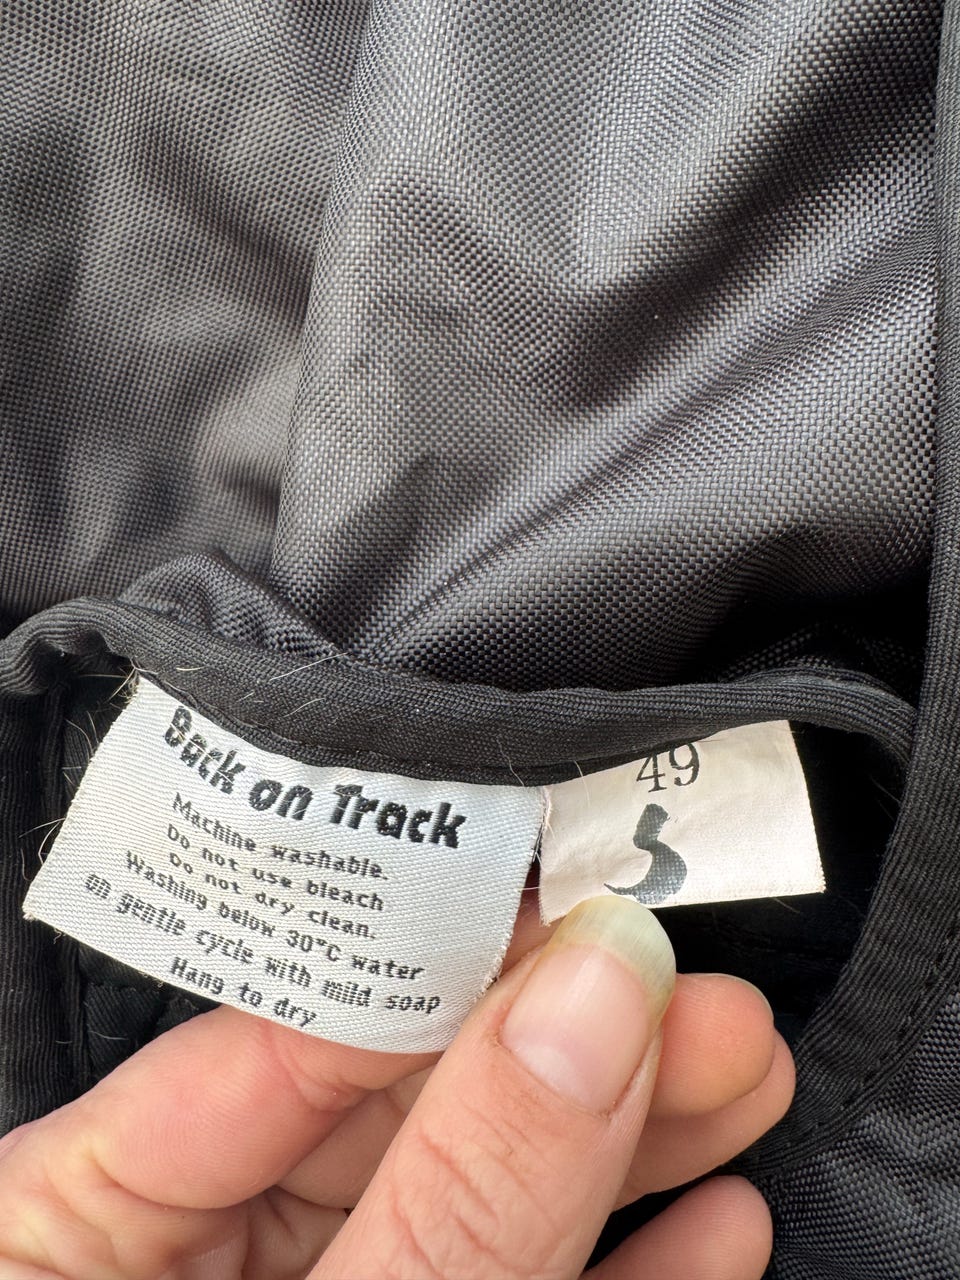 Back on Track
Machine washable.
Do not use bleach
Do not dry clean.
Washing below 30°C water
on gentle cycle with mild soap
Hang to dry
49
S